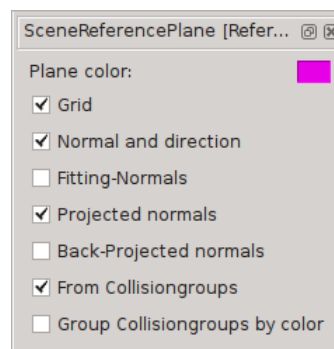 SceneReferencePlane [Refer...
Plane color:
Grid
Normal and direction
Fitting-Normals
Projected normals
Back-Projected normals
From Collisiongroups
Group Collisiongroups by color